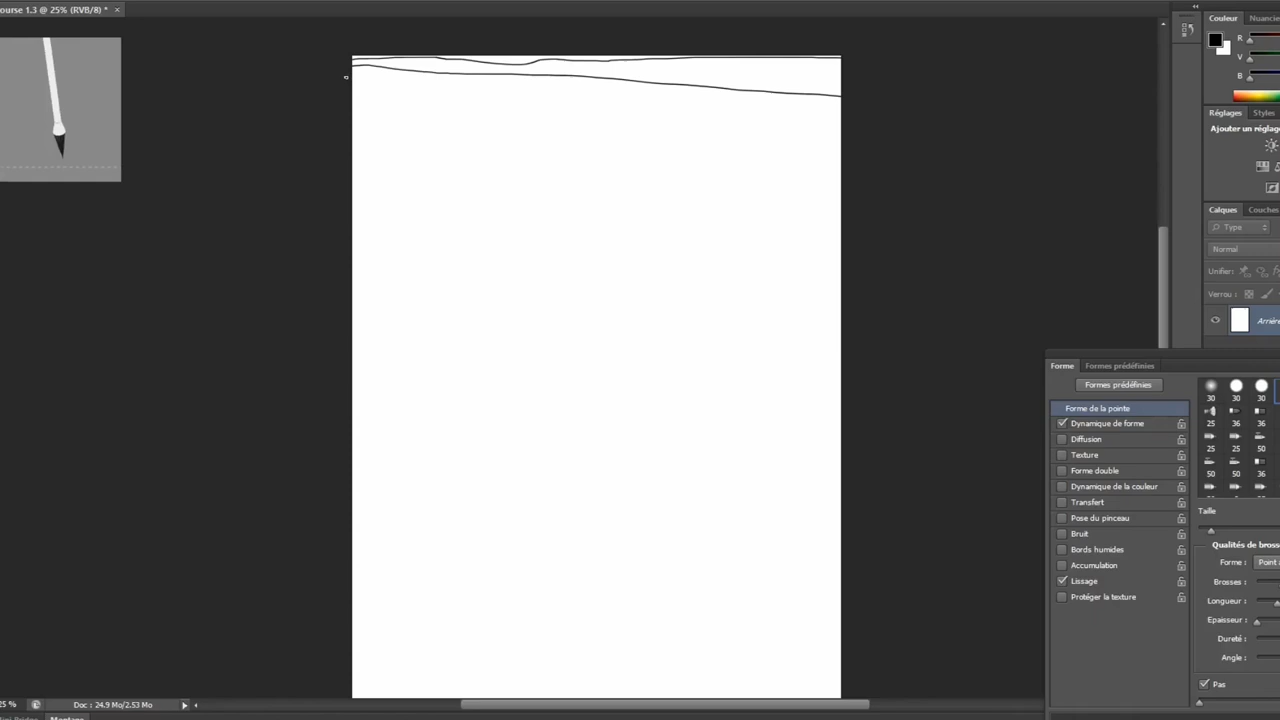 ourse 1.3 @ 25% (RVB/8) * ×
Couleur Nuancie
R
V
B
Réglages Styles
Ajouter un réglag
Calques Couches
Type
Normal
Unifier :
Verrou :
Arrière
Forme Formes prédéfinies
Formes prédéfinies
Forme de la pointe
Dynamique de forme
Diffusion
Texture
Forme double
Dynamique de la couleur
Transfert
Pose du pinceau
Bruit
Bords humides
Accumulation
Lissage
Protéger la texture
30 30 30
25 36 36
25 25 50
50 50 36
Taille
Qualités de bross
Forme : Point a
Brosses :
Longueur :
Epaisseur :
Dureté :
Angle :
Pas
25 % Doc : 24.9 Mo/2.53 Mo
Mini Bridge Montage